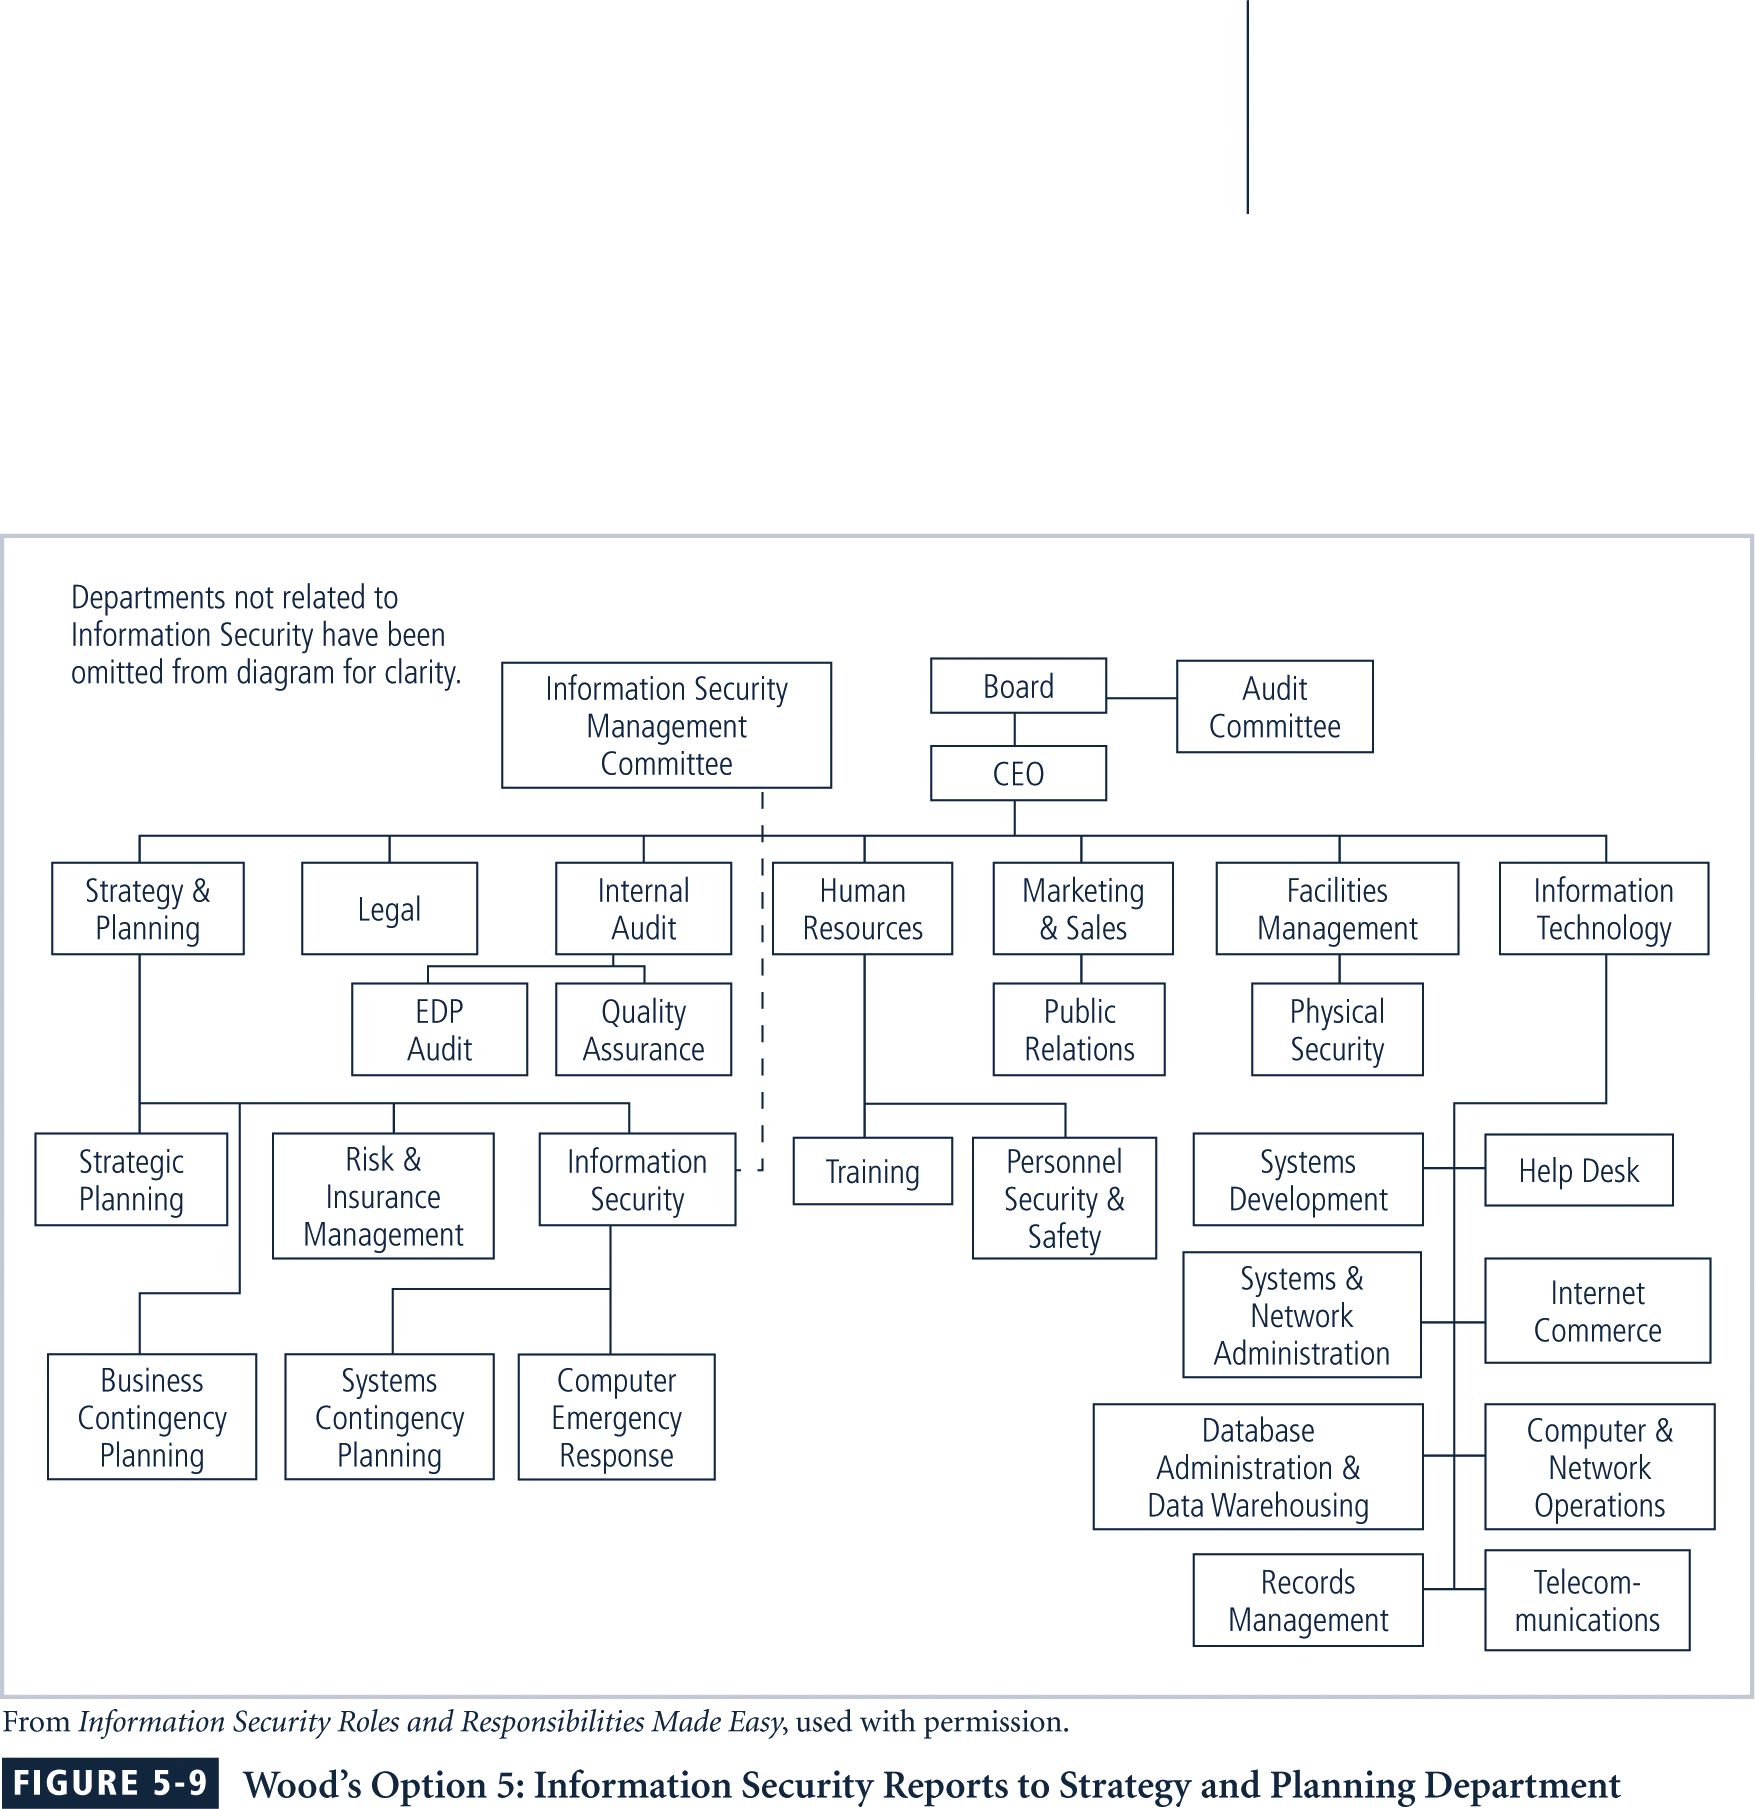 Departments not related to
Information Security have been
omitted from diagram for clarity.
Information Security
Management
Committee
Board
Audit
Committee
CEO
Strategy &
Planning
Legal
Internal
Audit
Human
Resources
Marketing
& Sales
Facilities
Management
Information
Technology
EDP
Audit
Quality
Assurance
Public
Relations
Physical
Security
Strategic
Planning
Risk &
Insurance
Management
Information
Security
Training
Personnel
Security &
Safety
Systems
Development
Help Desk
Systems &
Network
Administration
Internet
Commerce
Business
Contingency
Planning
Systems
Contingency
Planning
Computer
Emergency
Response
Database
Administration &
Data Warehousing
Computer &
Network
Operations
Records
Management
Telecom-
munications
From Information Security Roles and Responsibilities Made Easy, used with permission.
FIGURE 5-9 Wood’s Option 5: Information Security Reports to Strategy and Planning Department